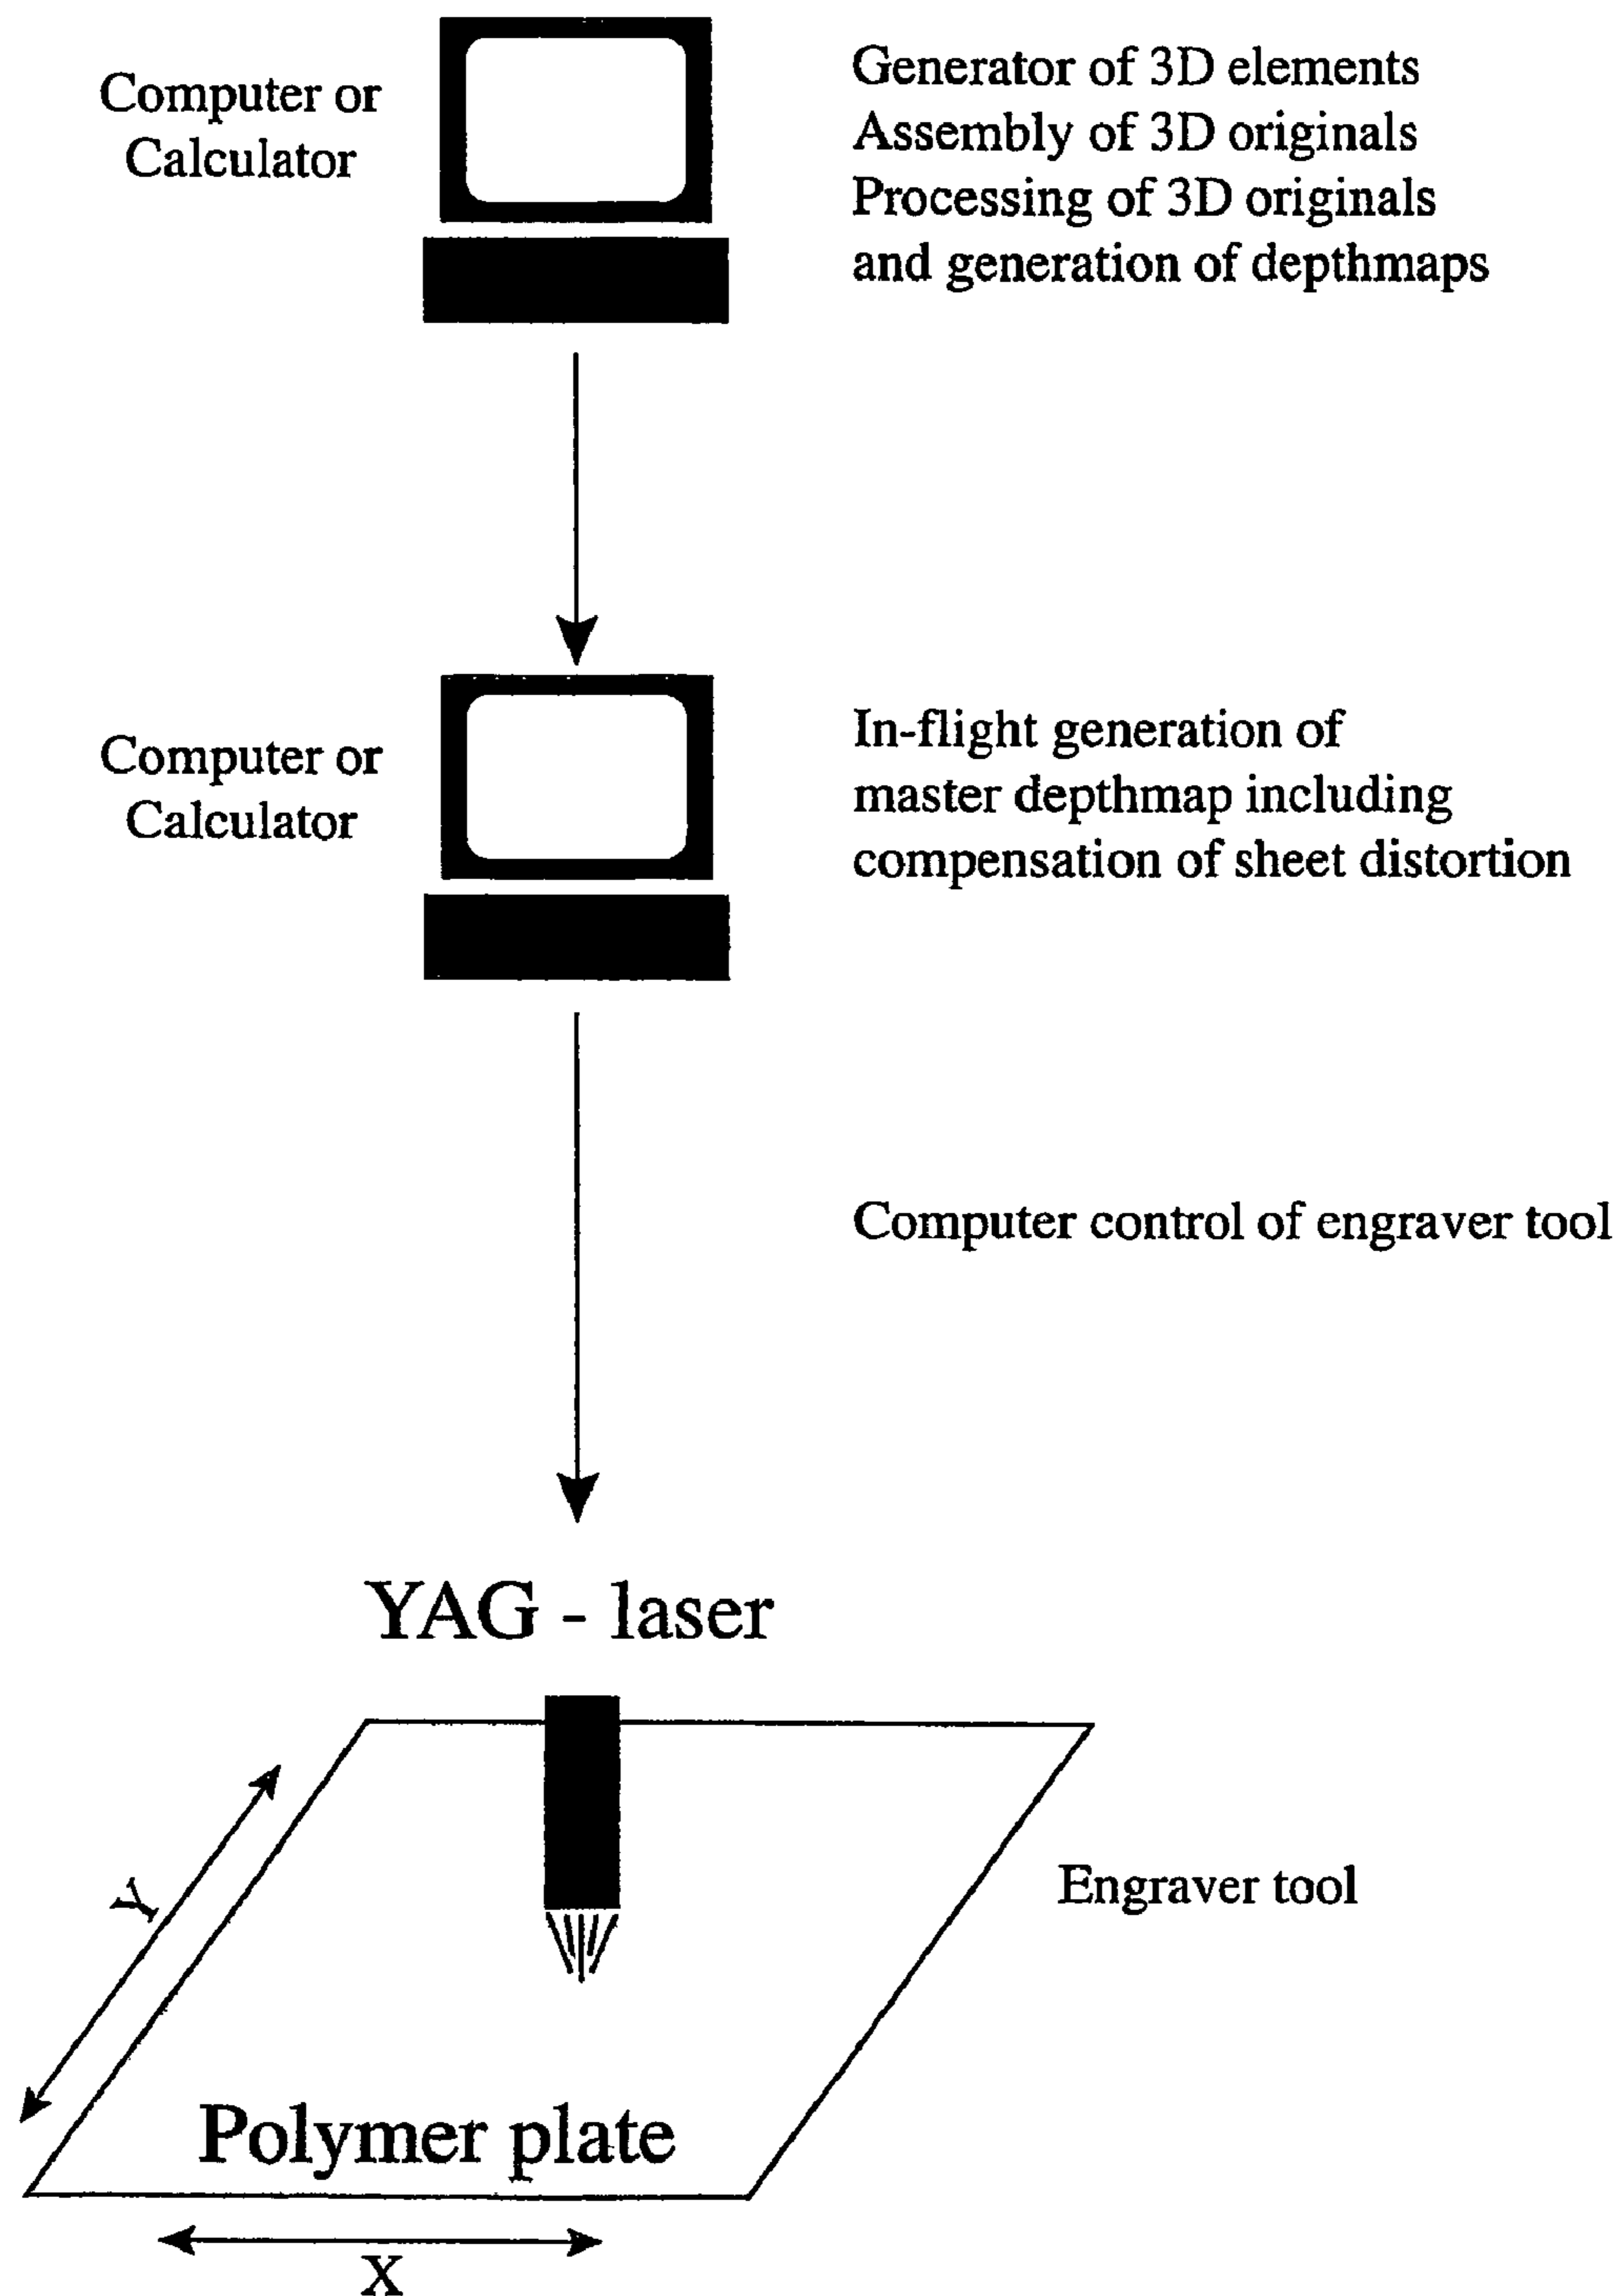 Computer or
Calculator
Generator of 3D elements
Assembly of 3D originals
Processing of 3D originals
and generation of depthmaps
Computer or
Calculator
In-flight generation of
master depthmap including
compensation of sheet distortion
Computer control of engraver tool
YAG - laser
Engraver tool
Y
Polymer plate
X